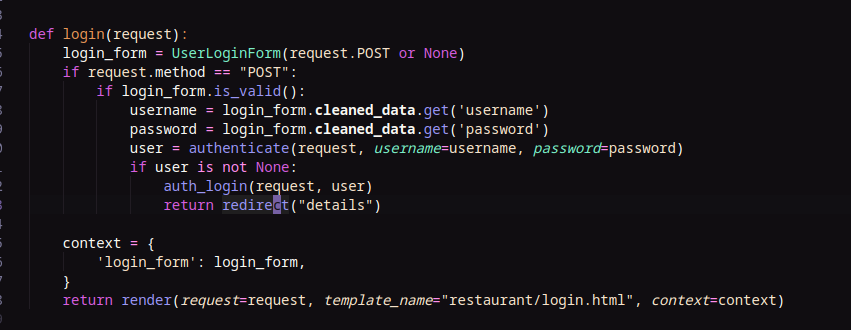 def login(request):
    login_form = UserLoginForm(request.POST or None)
    if request.method == "POST":
        if login_form.is_valid():
            username = login_form.cleaned_data.get('username')
            password = login_form.cleaned_data.get('password')
            user = authenticate(request, username=username, password=password)
            if user is not None:
                auth_login(request, user)
                return redirect("details")
    context = {
        'login_form': login_form,
    }
    return render(request=request, template_name="restaurant/login.html", context=context)